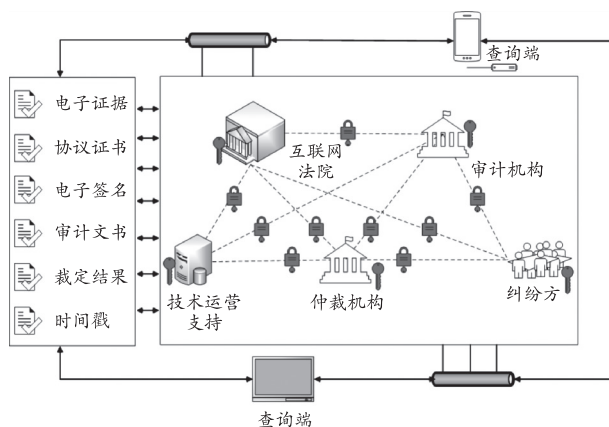 查询端
电子证据
协议证书
电子签名
审计文书
裁定结果
时间戳
互联网
法院
审计机构
技术运营
支持
仲裁机构
纠纷方
查询端